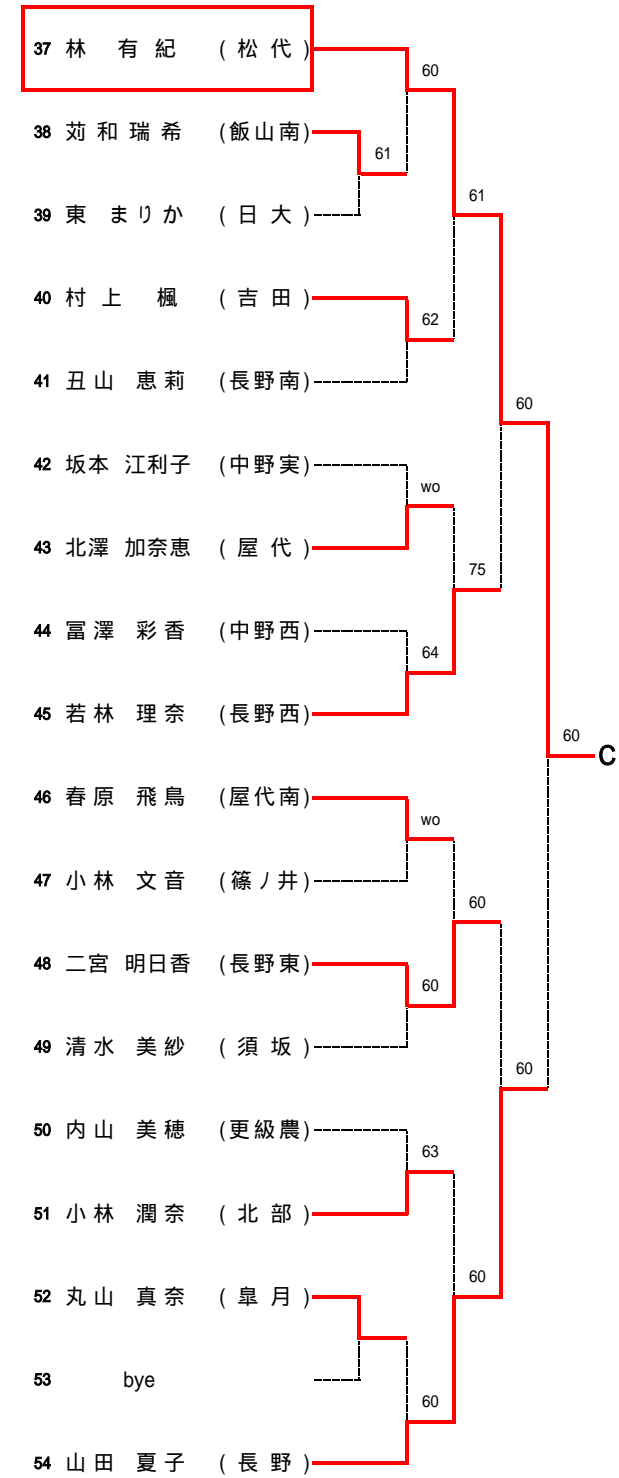 37 林 有 紀 ( 松 代 )
60
38 苅 和 瑞 希 (飯山南)
61
39 東 まりか ( 日 大 )
61
40 村 上 楓 ( 吉 田 )
62
41 丑 山 恵 莉 (長野南)
60
42 坂本 江利子 (中野実)
wo
43 北澤 加奈恵 ( 屋 代 )
75
44 冨 澤 彩 香 (中野西)
64
45 若 林 理 奈 (長野西)
60 C
46 春 原 飛 鳥 (屋代南)
wo
47 小 林 文 音 (篠ノ井)
60
48 二宮 明日香 (長野東)
60
49 清 水 美 紗 ( 須 坂 )
60
50 内 山 美 穂 (更級農)
63
51 小 林 潤 奈 ( 北 部 )
60
52 丸 山 真 奈 ( 皐 月 )
53 bye
60
54 山 田 夏 子 ( 長 野 )